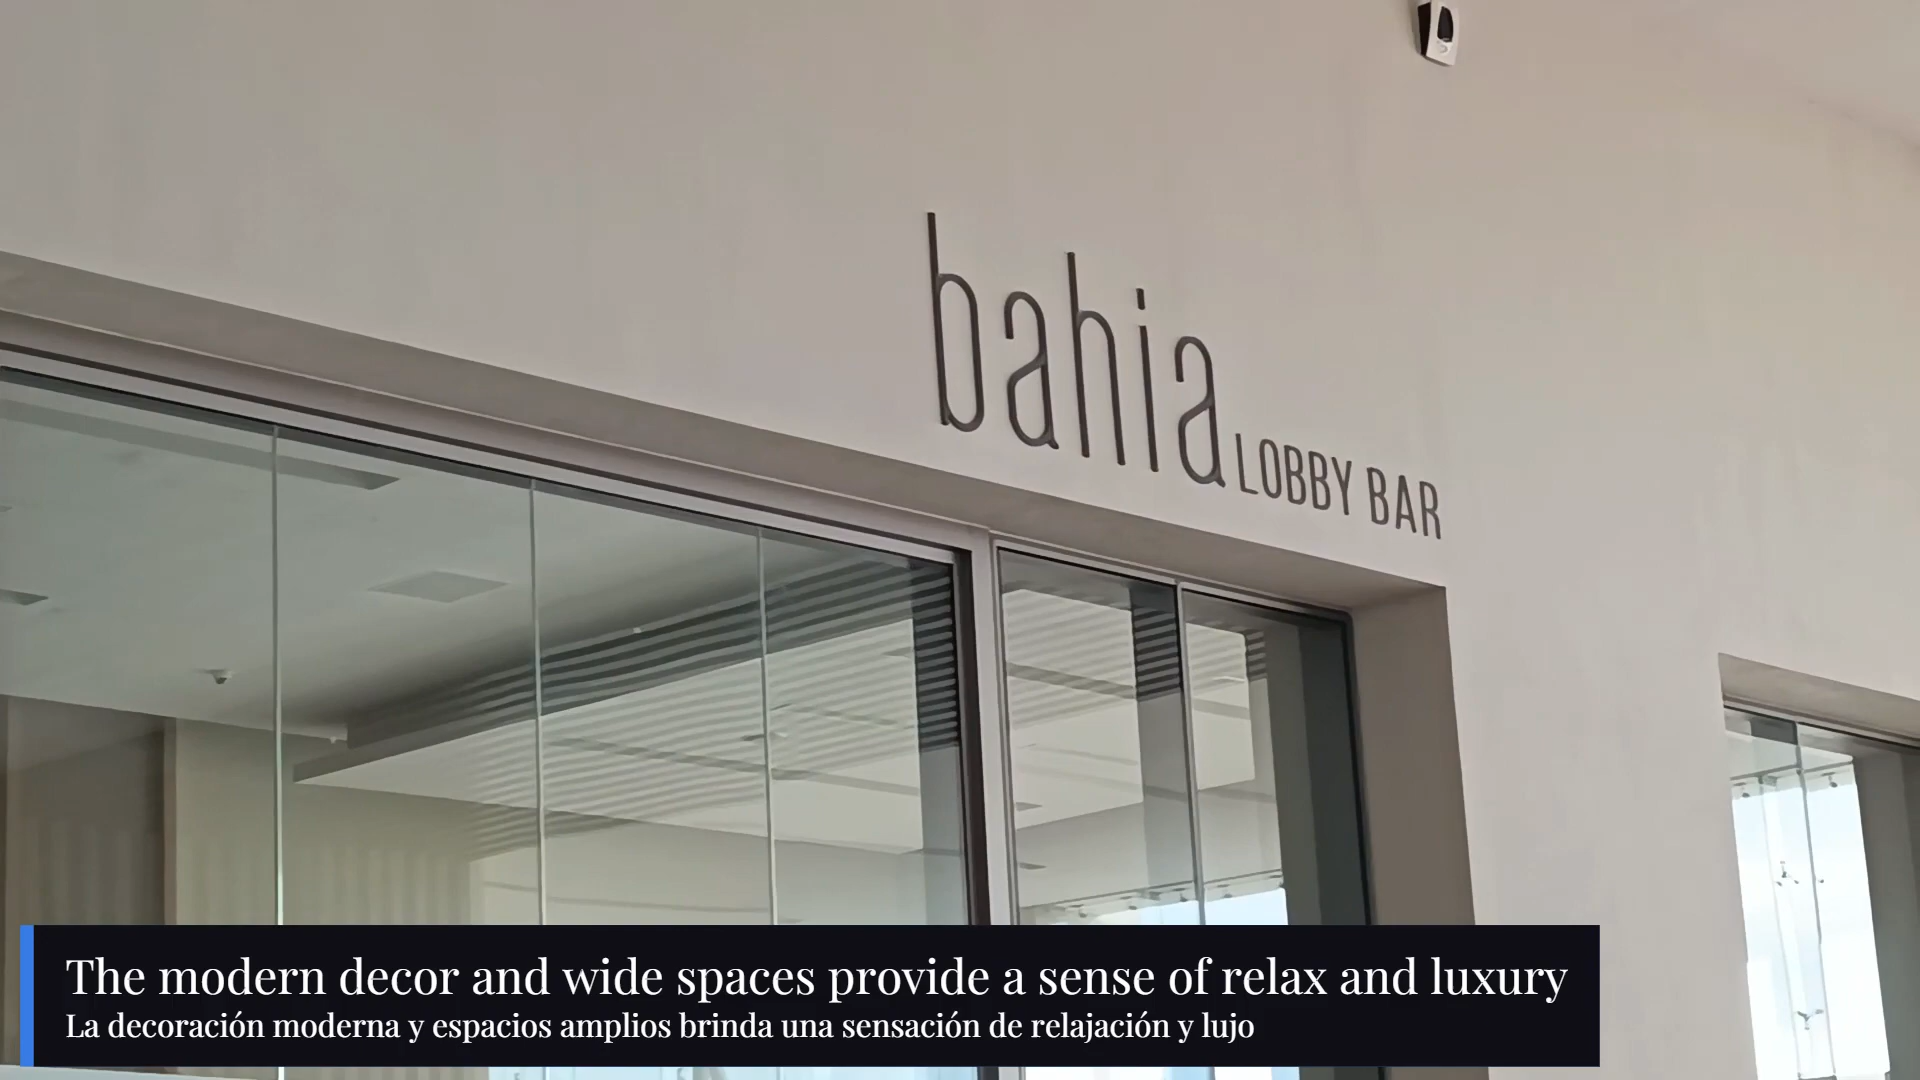 bahia LOBBY BAR
The modern decor and wide spaces provide a sense of relax and luxury
La decoración moderna y espacios amplios brinda una sensación de relajación y lujo